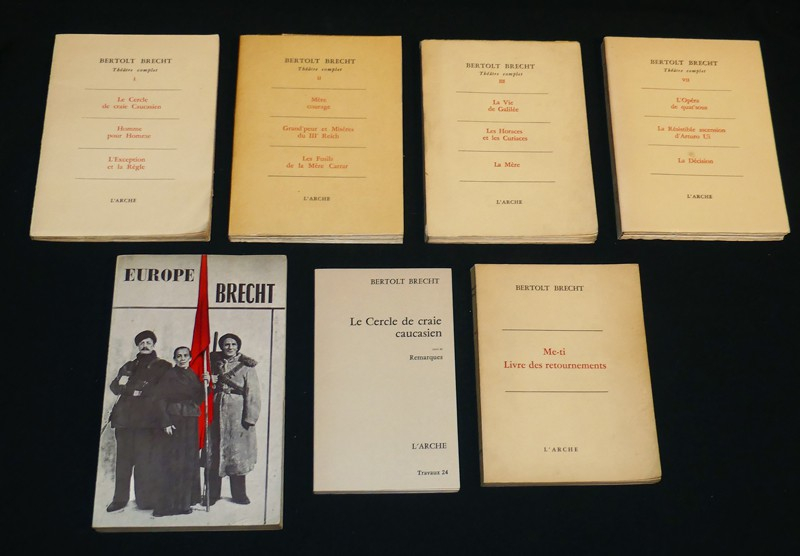 BERTOLT BRECHT
Théâtre complet
I
Le Cercle
de craie Caucasien
Homme
pour Homme
L'Exception
et la Règle
L'ARCHE
BERTOLT BRECHT
Théâtre complet
II
Mère
courage
Grand'peur et Misères
du III Reich
Les Fusils
de la Mère Carrar
L'ARCHE
BERTOLT BRECHT
Théâtre complet
III
La Vie
de Galilée
Les Horaces
et les Curiaces
La Mère
L'ARCHE
BERTOLT BRECHT
Théâtre complet
L'Opéra
de quat'sous
La Résistible ascension
d'Arturo Ui
La Décision
L'ARCHE
EUROPE
BRECHT
BERTOLT BRECHT
Le Cercle de craie
caucasien
suivi de
Remarques
L'ARCHE
Travaux 24
BERTOLT BRECHT
Me-ti
Livre des retournements
L'ARCHE